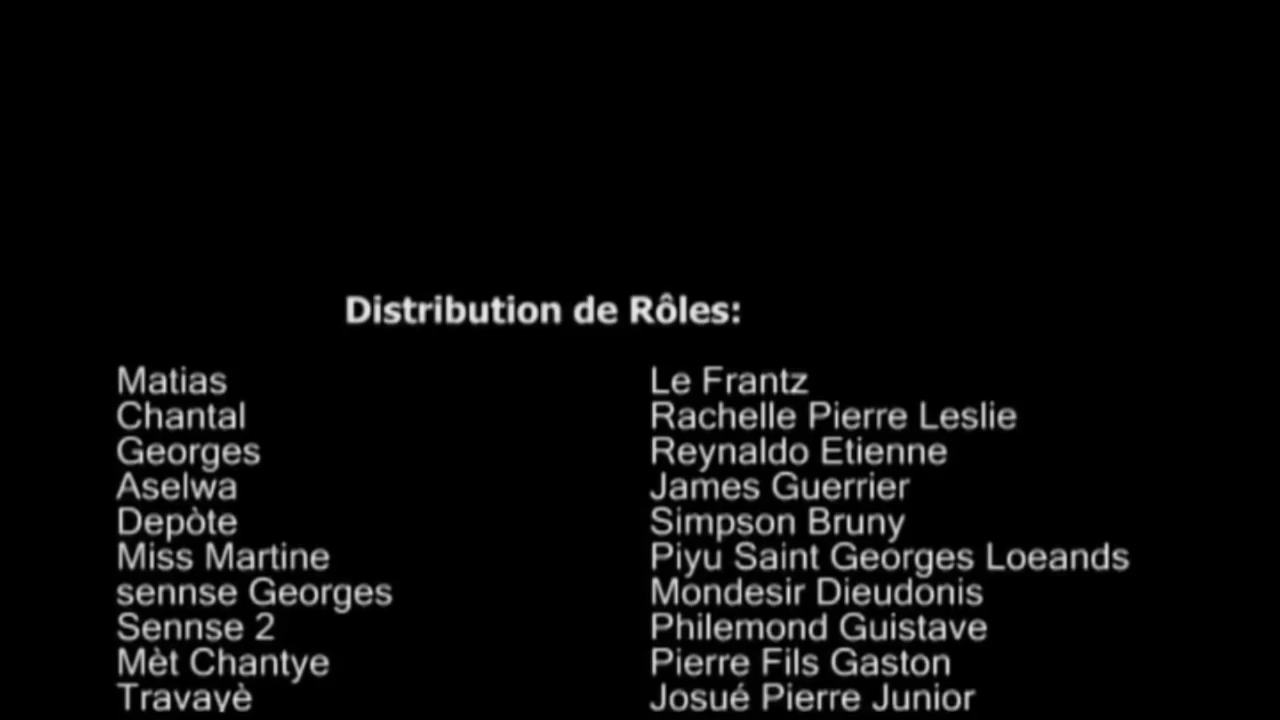 Distribution de Rôles:
Matias Le Frantz
Chantal Rachelle Pierre Leslie
Georges Reynaldo Etienne
Aselwa James Guerrier
Depòte Simpson Bruny
Miss Martine Piyu Saint Georges Loeands
sennse Georges Mondesir Dieudonis
Sennse 2 Philemond Guistave
Mèt Chantye Pierre Fils Gaston
Travayè Josué Pierre Junior